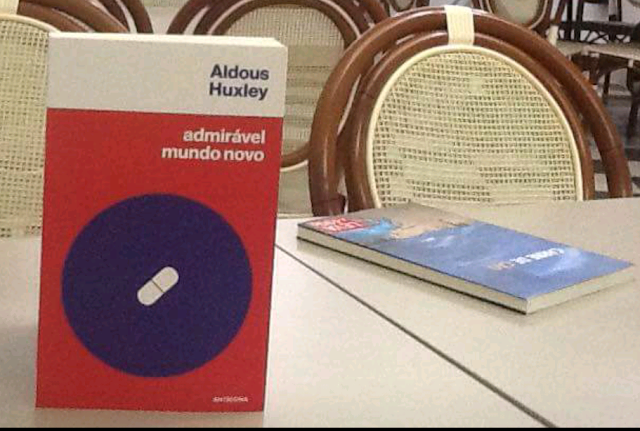 Aldous
Huxley
admirável
mundo novo
ANTÍGONA